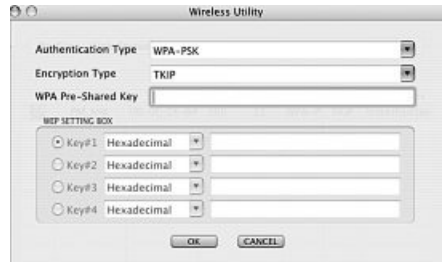 Wireless Utility
Authentication Type WPA-PSK
Encryption Type TKIP
WPA Pre-Shared Key
WEP SETTING BOX
Key#1 Hexadecimal
Key#2 Hexadecimal
Key#3 Hexadecimal
Key#4 Hexadecimal
OK CANCEL